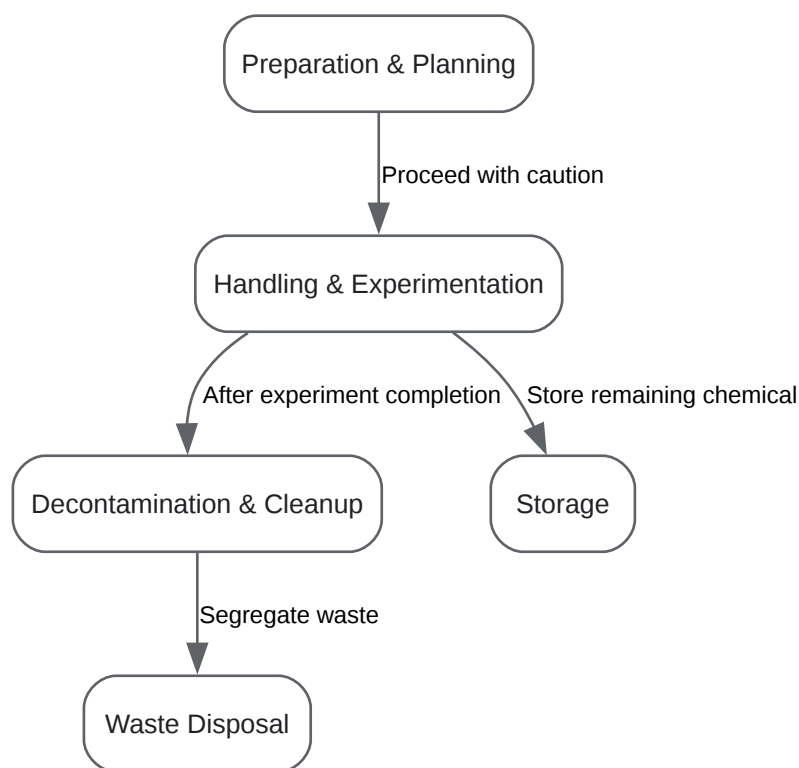 Preparation & Planning
Proceed with caution
Handling & Experimentation
After experiment completion
Store remaining chemical
Decontamination & Cleanup
Storage
Segregate waste
Waste Disposal